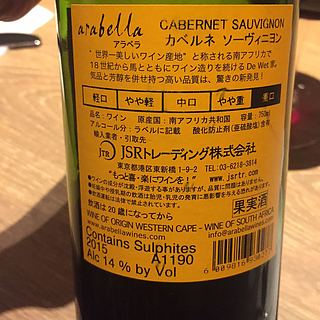 arabella
アラベラ
CABERNET SAUVIGNON
カベルネ ソーヴィニヨン
"世界一美しいワイン産地"と称される南アフリカで
18世紀から馬とともにワイン造りを続けるDe Wet家。
気品と芳醇を併せ持つ高い品質は、驚きの新発見！
軽口 やや軽 中口 やや重 重口
品名：ワイン 原産国：南アフリカ共和国 容量：750ml
アルコール分：ラベルに記載 酸化防止剤(亜硫酸塩)含有
輸入業者・引取先
JTR JSRトレーディング株式会社
東京都港区東新橋1-9-2 TEL:03-6218-3814
"もっと喜・楽にワインを！" www.jsrtr.com
飲酒は20歳になってから
果実酒
WINE OF ORIGIN WESTERN CAPE - WINE OF SOUTH AFRICA
www.arabellawines.com info@arabellawines.com
Contains Sulphites
2015 A1190
Alc 14 % by Vol